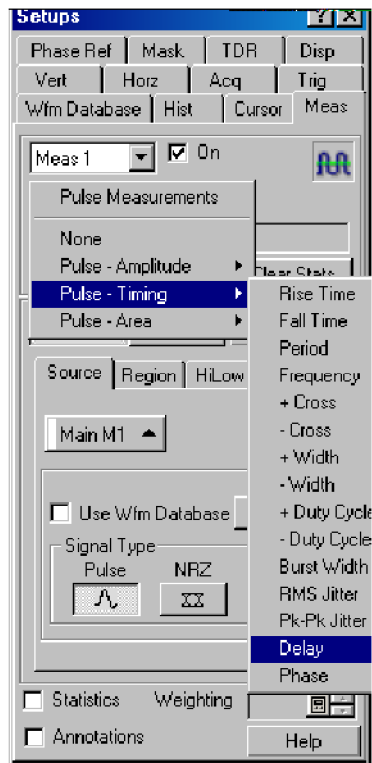 Setups
Phase Ref Mask TDR Disp
Vert Horz Acq Trig
Wfm Database Hist Cursor Meas
Meas 1 On
Pulse Measurements
None
Pulse - Amplitude
Clear Stats
Pulse - Timing
Rise Time
Pulse - Area
Fall Time
Period
Source Region HiLow
Frequency
+ Cross
Main M1
- Cross
+ Width
- Width
Use Wfm Database
+ Duty Cycle
Signal Type
- Duty Cycle
Pulse NRZ
Burst Width
RMS Jitter
Pk-Pk Jitter
Delay
Phase
Statistics Weighting
Annotations Help